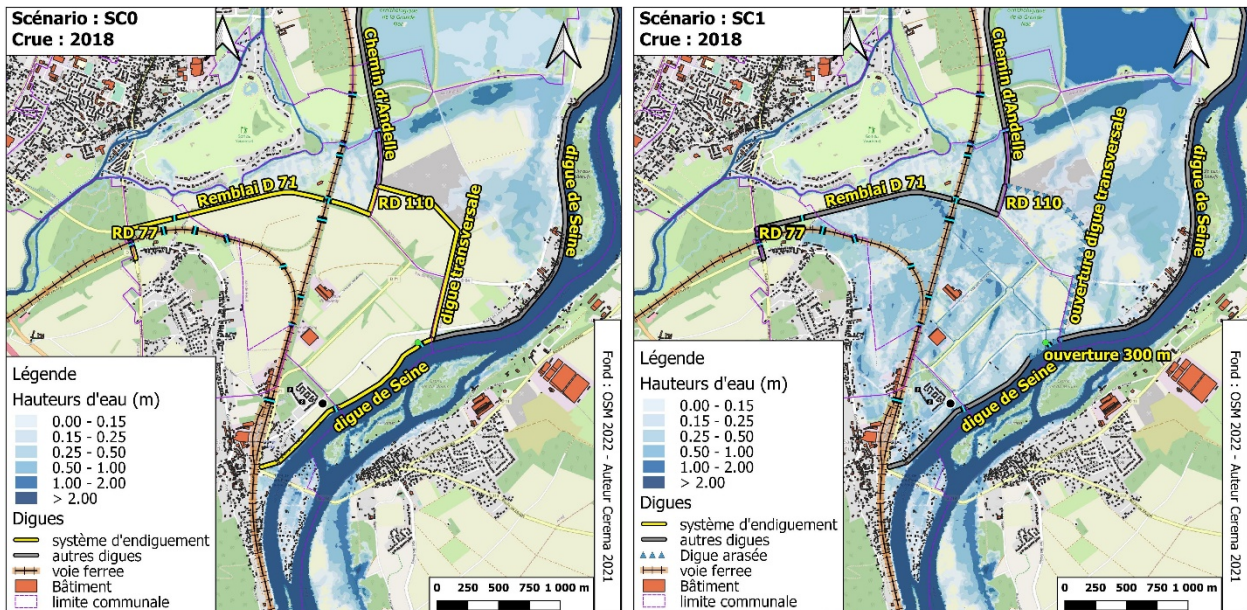 Scénario : SC0
Crue : 2018
Chemin d'Andelle
Remblai D 71
RD 110
RD 77
digue transversale
digue de Seine
digue de Seine
Légende
Hauteurs d'eau (m)
0.00 - 0.15
0.15 - 0.25
0.25 - 0.50
0.50 - 1.00
1.00 - 2.00
> 2.00
Digues
système d'endiguement
autres digues
voie ferree
Bâtiment
limite communale
250 500 750 1 000 m
Fond : OSM 2022 - Auteur Cerema 2021
Scénario : SC1
Crue : 2018
Chemin d'Andelle
Remblai D 71
RD 110
RD 77
ouverture digue transversale
digue de Seine
ouverture 300 m
digue de Seine
Légende
Hauteurs d'eau (m)
0.00 - 0.15
0.15 - 0.25
0.25 - 0.50
0.50 - 1.00
1.00 - 2.00
> 2.00
Digues
système d'endiguement
autres digues
Digue arasée
voie ferree
Bâtiment
limite communale
250 500 750 1 000 m
Fond : OSM 2022 - Auteur Cerema 2021